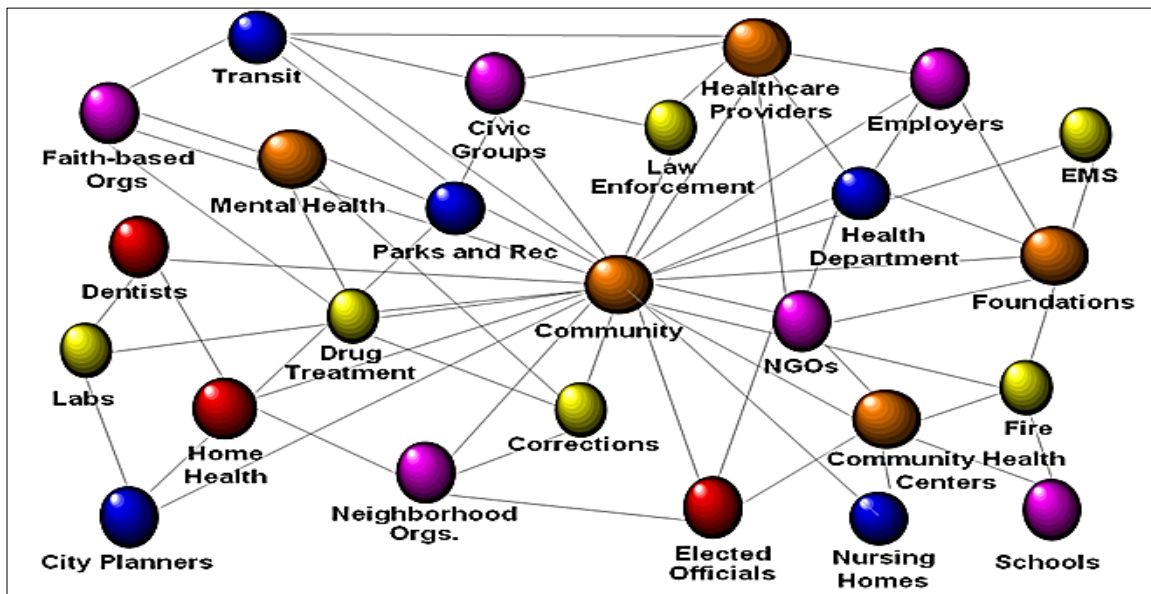 Transit
Healthcare
Providers
Civic
Groups
Employers
Faith-based
Orgs
Law
Enforcement
EMS
Mental Health
Parks and Rec
Health
Department
Dentists
Foundations
Community
Drug
Treatment
NGOs
Labs
Home
Health
Corrections
Fire
Community Health
Centers
Neighborhood
Orgs.
City Planners
Elected
Officials
Nursing
Homes
Schools